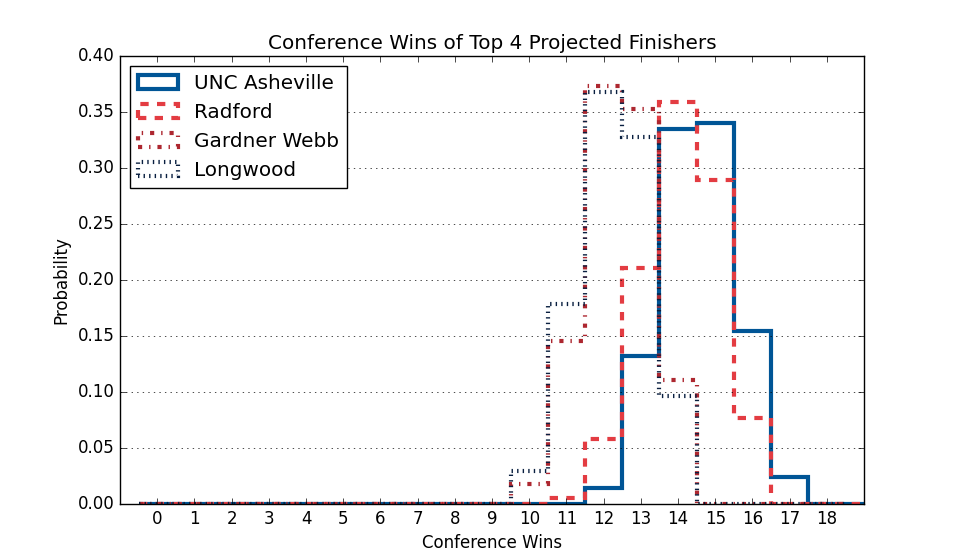 Conference Wins of Top 4 Projected Finishers
0.40
0.35
0.30
0.25
0.20
0.15
0.10
0.05
0.00
Probability
UNC Asheville
Radford
Gardner Webb
Longwood
0 1 2 3 4 5 6 7 8 9 10 11 12 13 14 15 16 17 18
Conference Wins